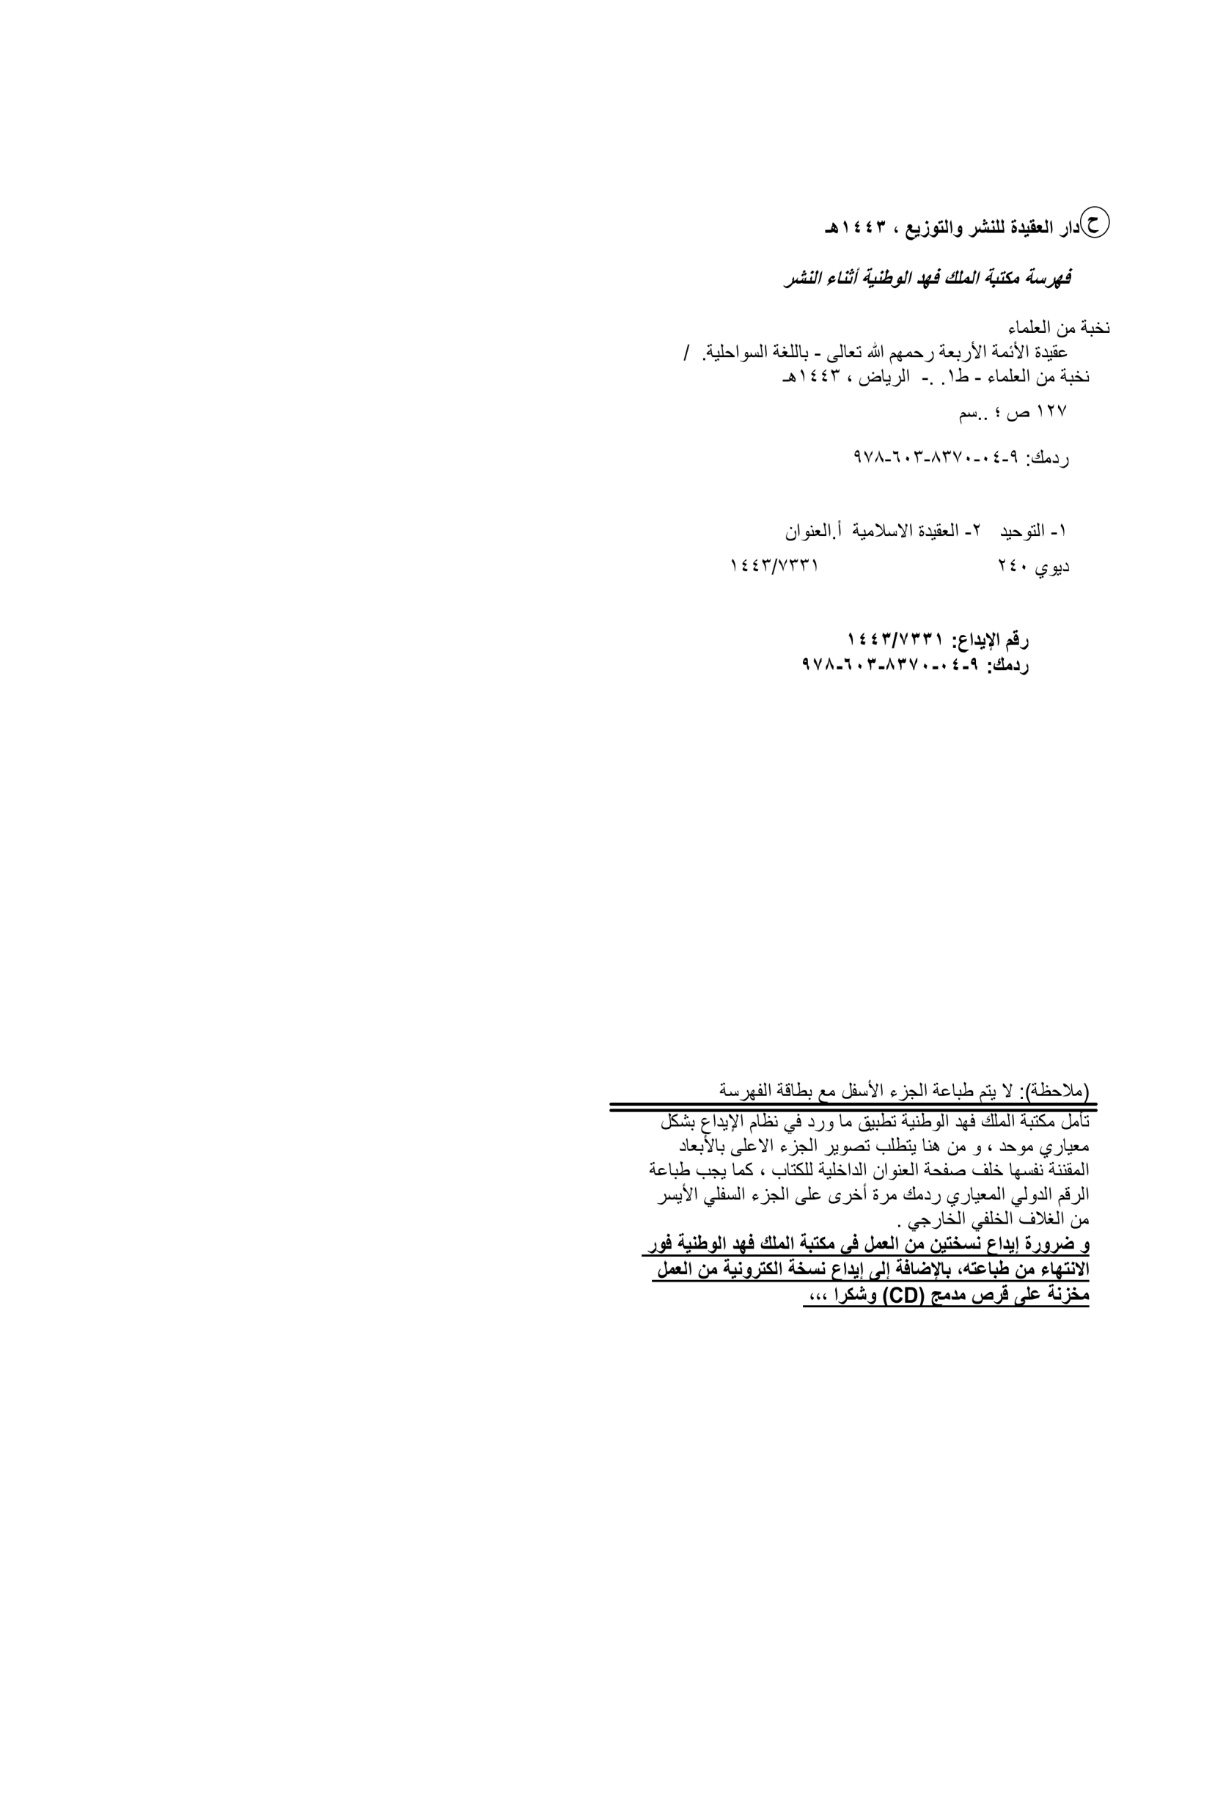 ح دار العقيدة للنشر والتوزيع ، ١٤٤٣هـ
فهرسة مكتبة الملك فهد الوطنية أثناء النشر
نخبة من العلماء
عقيدة الأئمة الأربعة رحمهم الله تعالى - باللغة السواحلية. /
نخبة من العلماء - ط١. .- الرياض ، ١٤٤٣هـ
١٢٧ ص ؛ ..سم
ردمك: ٩-٠٤-٨٣٧٠-٦٠٣-٩٧٨
١- التوحيد ٢- العقيدة الاسلامية أ.العنوان
ديوي ٢٤٠ ١٤٤٣/٧٣٣١
رقم الإيداع: ١٤٤٣/٧٣٣١
ردمك: ٩-٠٤-٨٣٧٠-٦٠٣-٩٧٨
(ملاحظة): لا يتم طباعة الجزء الأسفل مع بطاقة الفهرسة
تأمل مكتبة الملك فهد الوطنية تطبيق ما ورد في نظام الإيداع بشكل
معياري موحد ، و من هنا يتطلب تصوير الجزء الاعلى بالأبعاد
المقننة نفسها خلف صفحة العنوان الداخلية للكتاب ، كما يجب طباعة
الرقم الدولي المعياري ردمك مرة أخرى على الجزء السفلي الأيسر
من الغلاف الخلفي الخارجي .
و ضرورة إيداع نسختين من العمل في مكتبة الملك فهد الوطنية فور
الانتهاء من طباعته، بالإضافة إلى إيداع نسخة الكترونية من العمل
مخزنة على قرص مدمج (CD) وشكرا ،،،